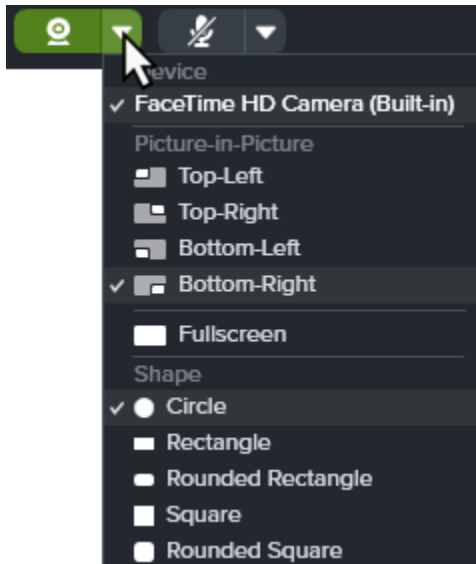 Device
FaceTime HD Camera (Built-in)
Picture-in-Picture
Top-Left
Top-Right
Bottom-Left
Bottom-Right
Fullscreen
Shape
Circle
Rectangle
Rounded Rectangle
Square
Rounded Square